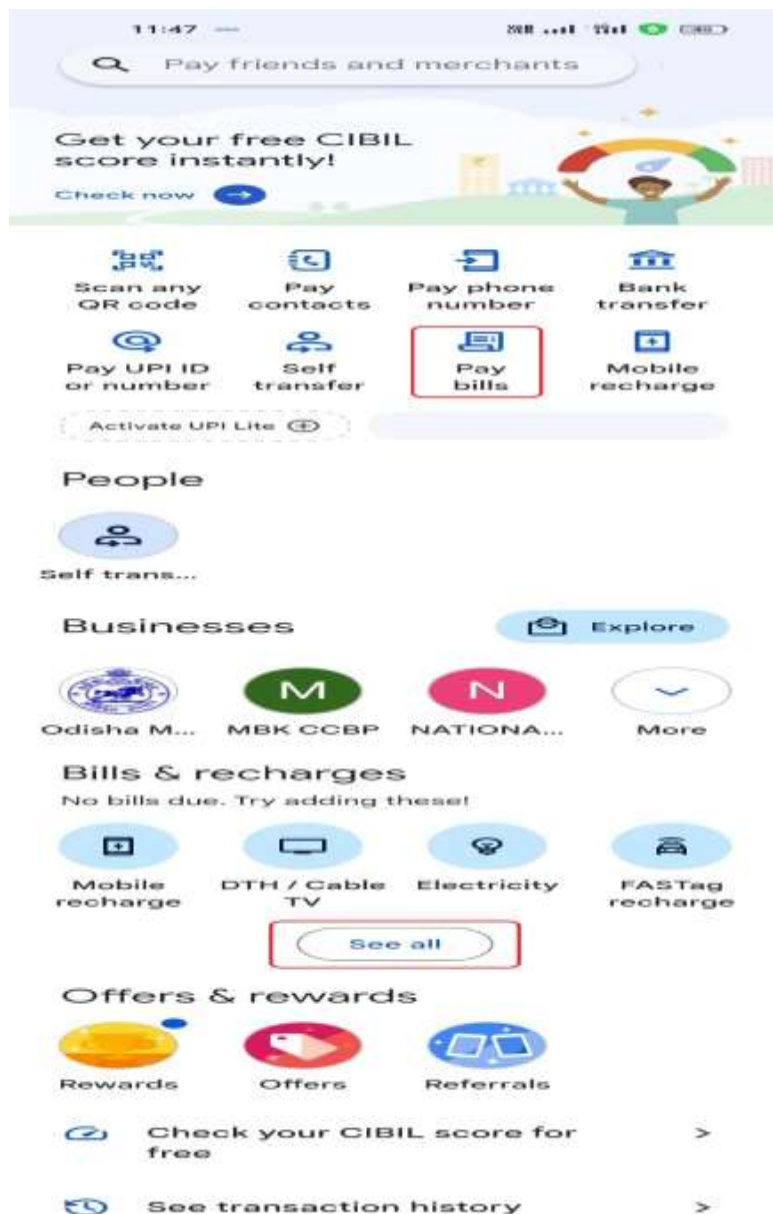 11:47
Pay friends and merchants
Get your free CIBIL
score instantly!
Check now
Scan any
QR code
Pay
contacts
Pay phone
number
Bank
transfer
Pay UPI ID
or number
Self
transfer
Pay
bills
Mobile
recharge
Activate UPI Lite
People
Self trans...
Businesses
Explore
M
N
Odisha M...
MBK CCBP
NATIONA...
More
Bills & recharges
No bills due. Try adding these!
Mobile
recharge
DTH / Cable
TV
Electricity
FASTag
recharge
See all
Offers & rewards
Rewards
Offers
Referrals
Check your CIBIL score for
free
See transaction history